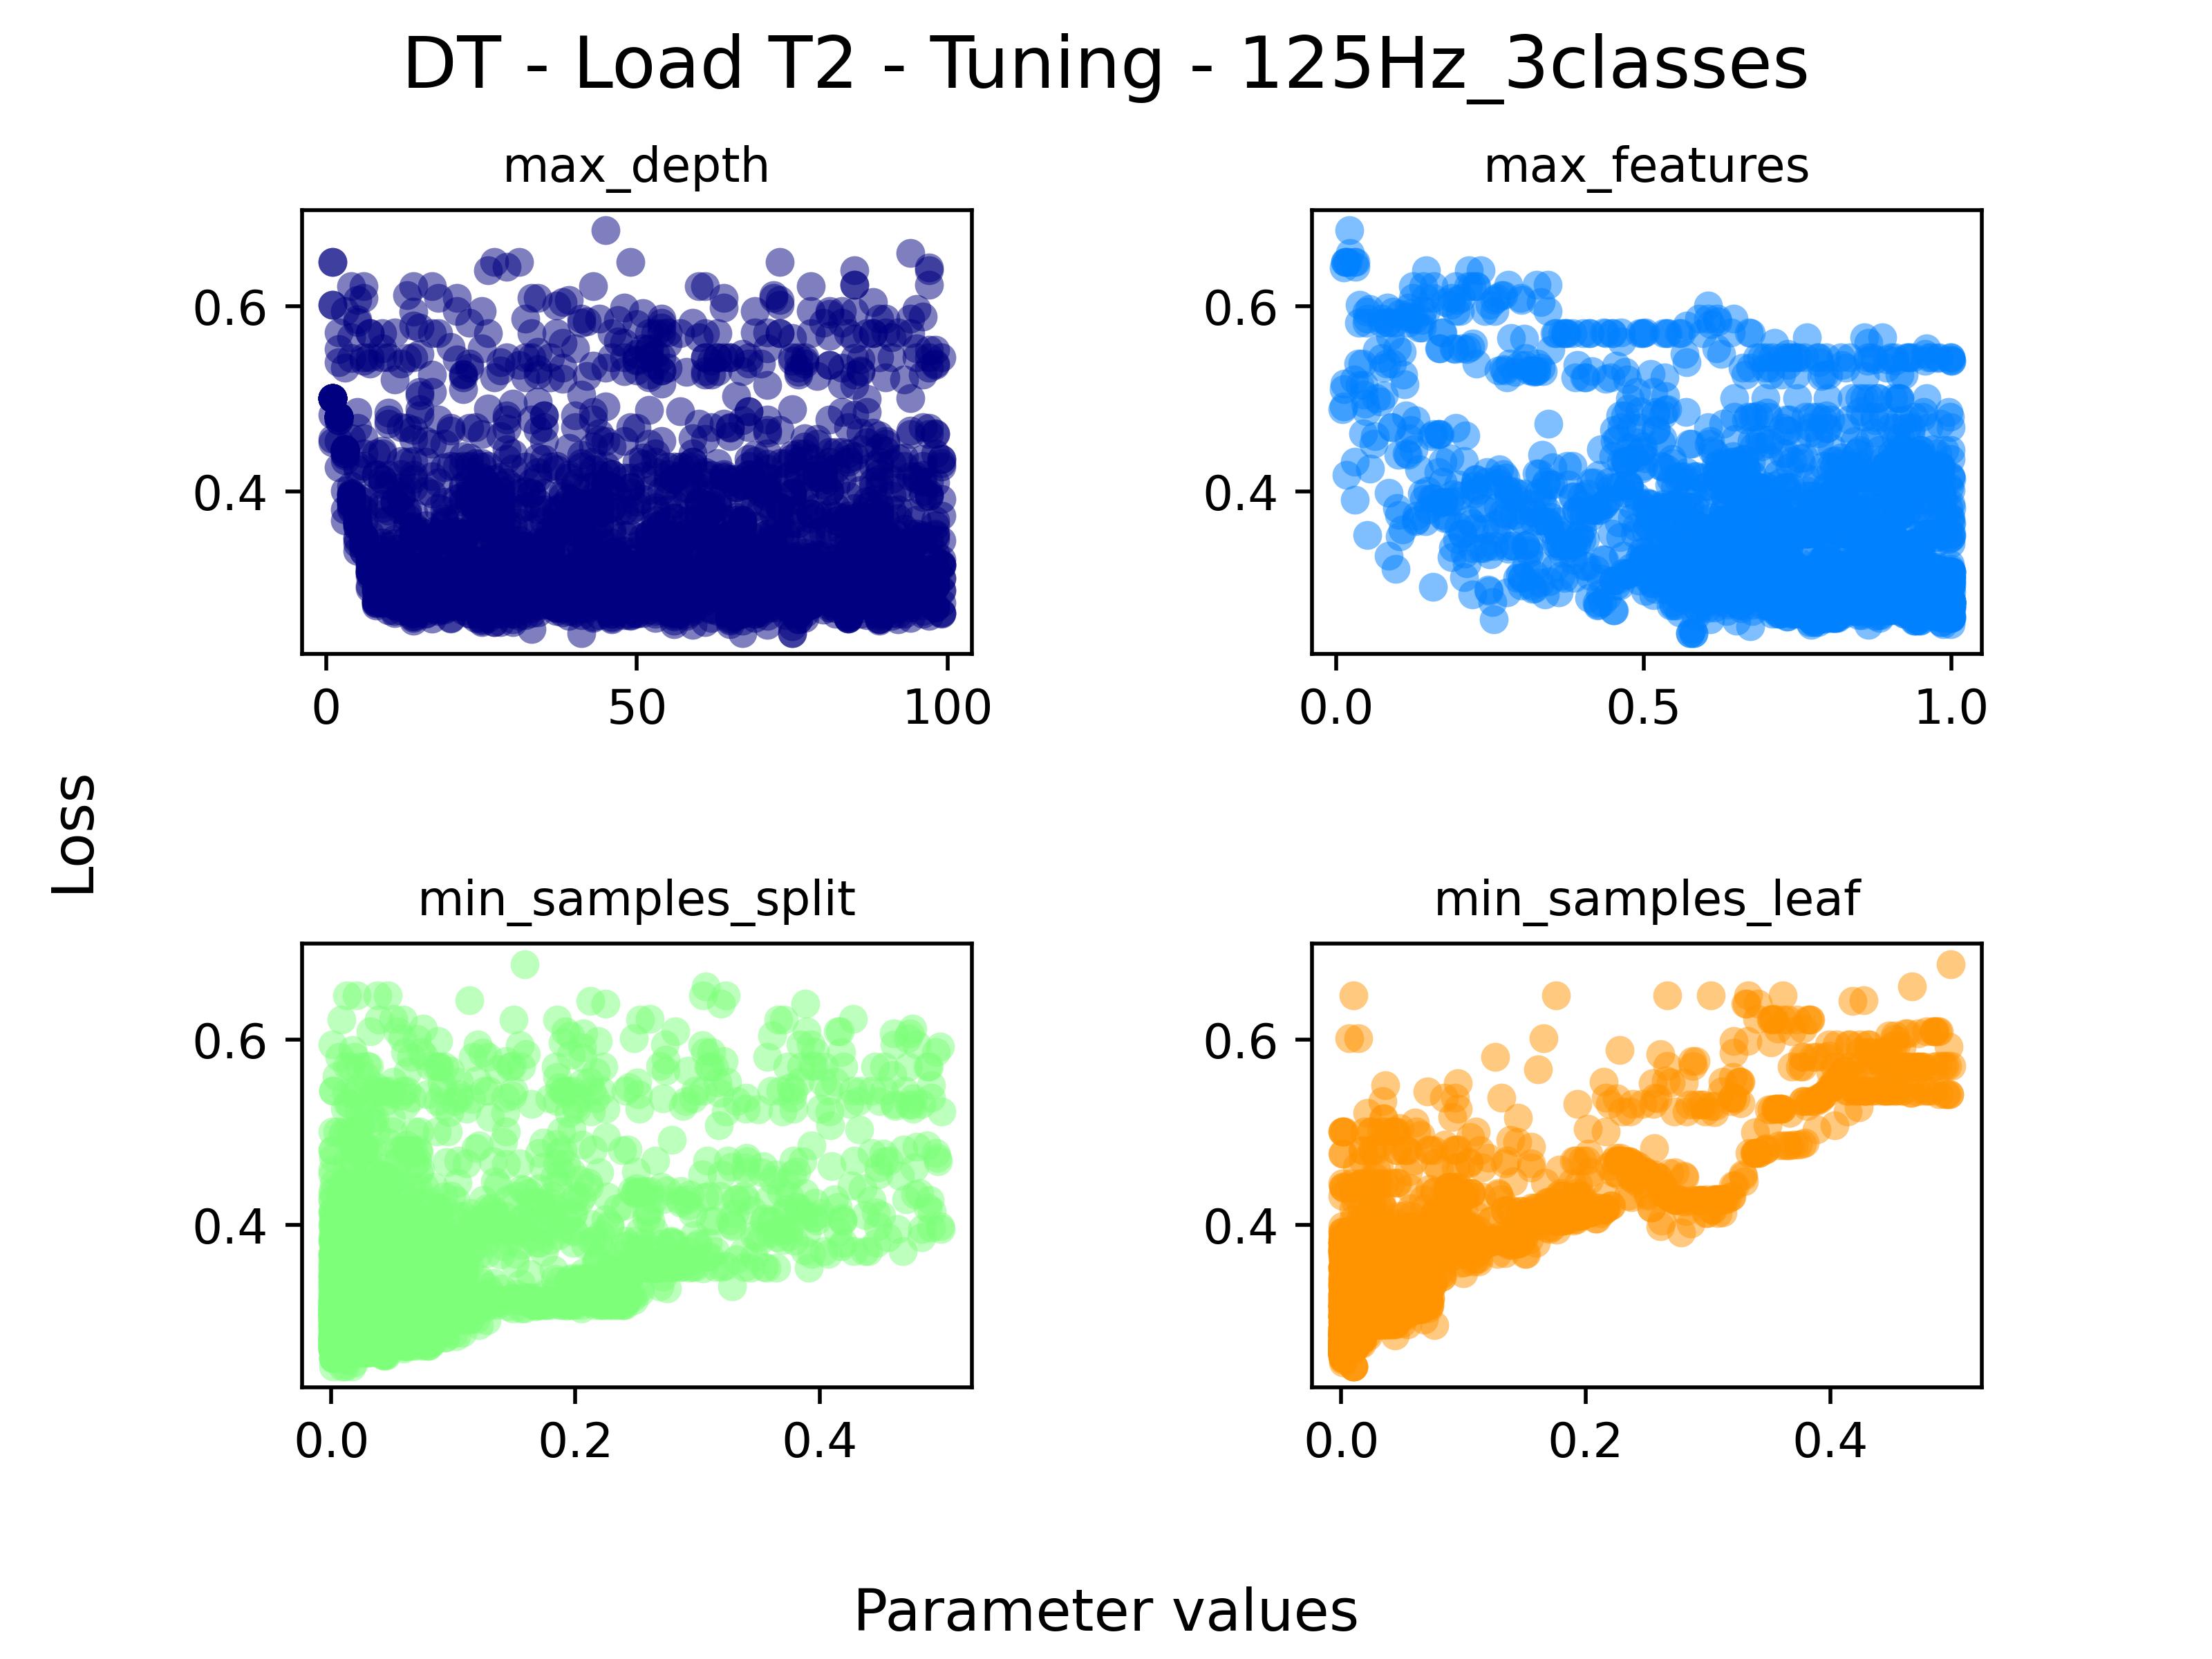 DT - Load T2 - Tuning - 125Hz_3classes
max_depth
max_features
0.6
0.4
0 50 100
0.6
0.4
0.0 0.5 1.0
Loss
min_samples_split
min_samples_leaf
0.6
0.4
0.0 0.2 0.4
0.6
0.4
0.0 0.2 0.4
Parameter values